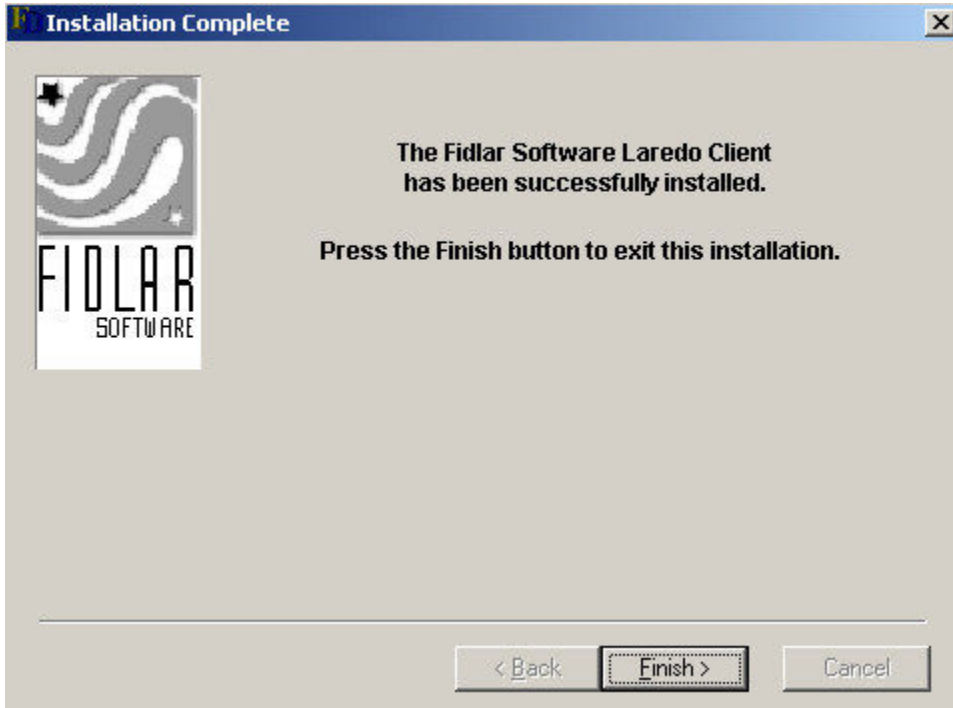 Installation Complete
The Fidlar Software Laredo Client
has been successfully installed.
Press the Finish button to exit this installation.
FIDLAR
SOFTWARE
< Back
Finish >
Cancel